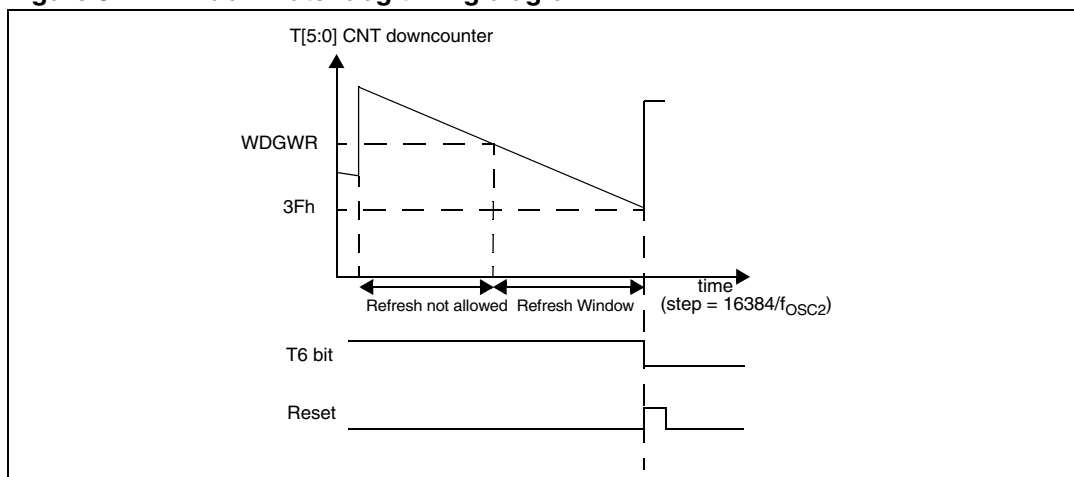 T[5:0] CNT downcounter
WDGWR
3Fh
time
Refresh not allowed Refresh Window (step = 16384/fOSC2)
T6 bit
Reset